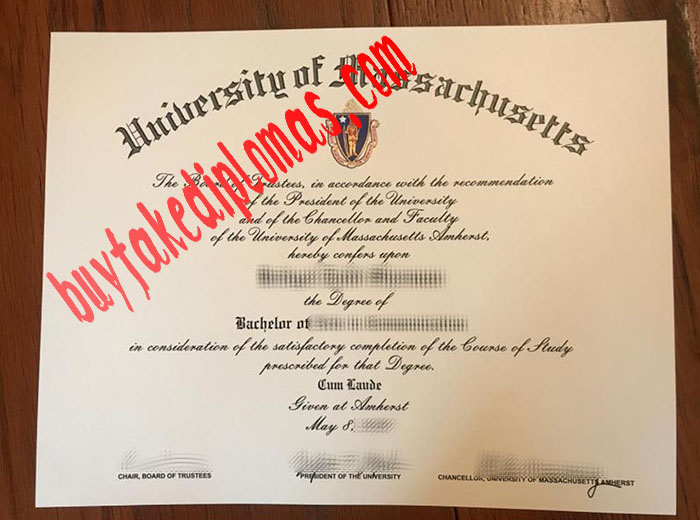 University of Massachusetts
buyfakediplomas.com
The Board of Trustees, in accordance with the recommendation
of the President of the University
and of the Chancellor and Faculty
of the University of Massachusetts Amherst,
hereby confers upon
the Degree of
Bachelor of
in consideration of the satisfactory completion of the Course of Study
prescribed for that Degree.
Cum Laude
Given at Amherst
May 8,
CHAIR, BOARD OF TRUSTEES
PRESIDENT OF THE UNIVERSITY
CHANCELLOR, UNIVERSITY OF MASSACHUSETTS AMHERST